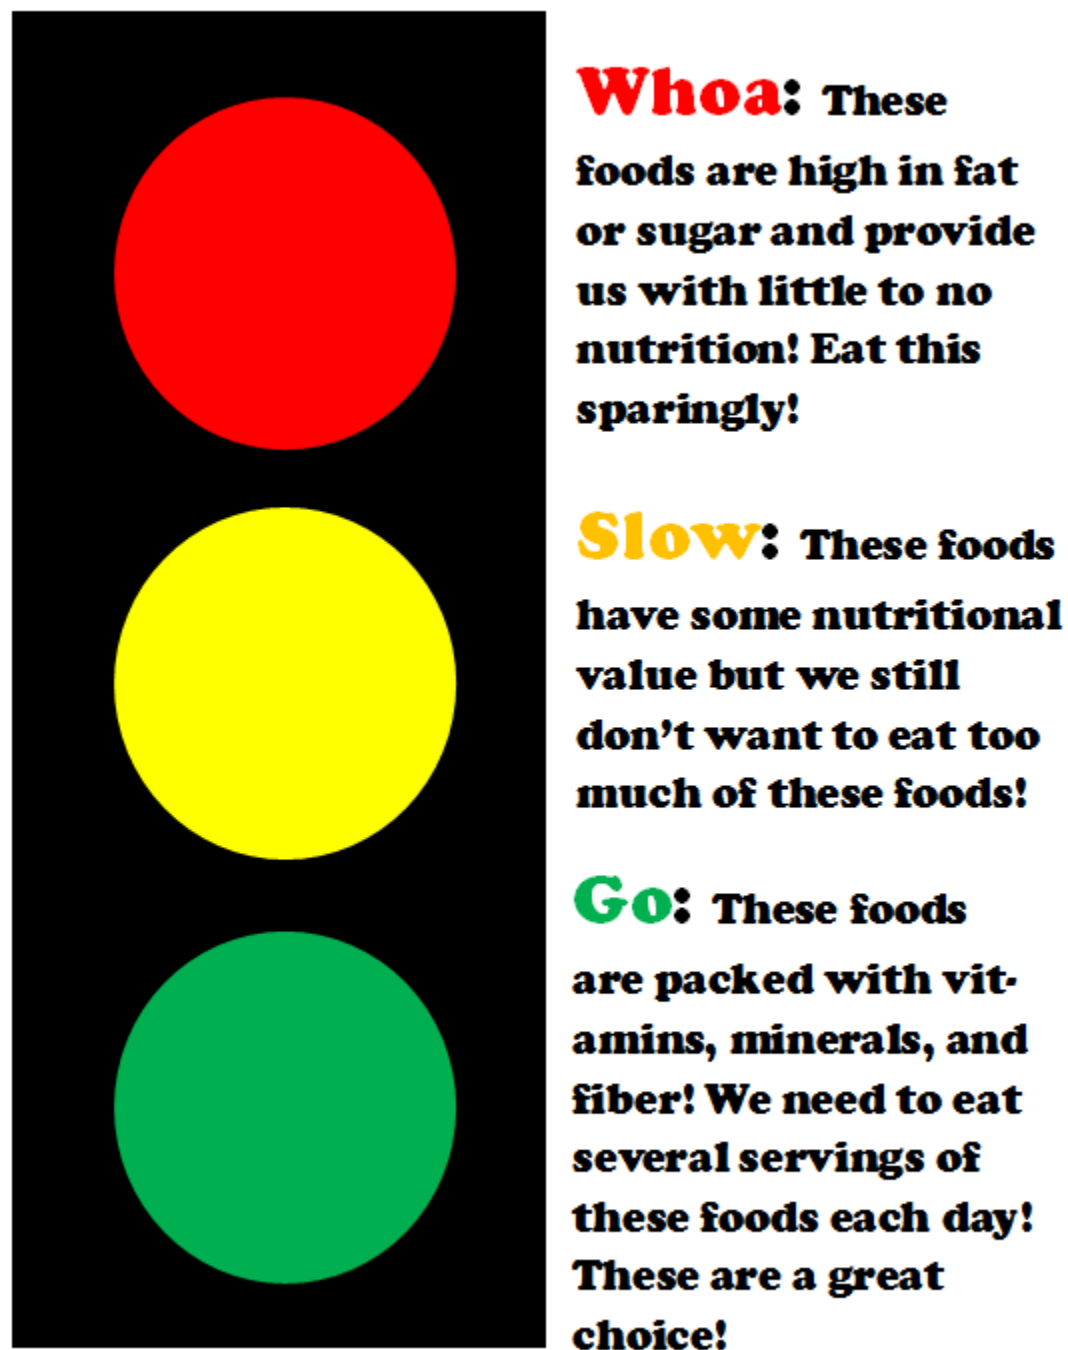 Whoa: These
foods are high in fat
or sugar and provide
us with little to no
nutrition! Eat this
sparingly!
Slow: These foods
have some nutritional
value but we still
don’t want to eat too
much of these foods!
Go: These foods
are packed with vit-
amins, minerals, and
fiber! We need to eat
several servings of
these foods each day!
These are a great
choice!